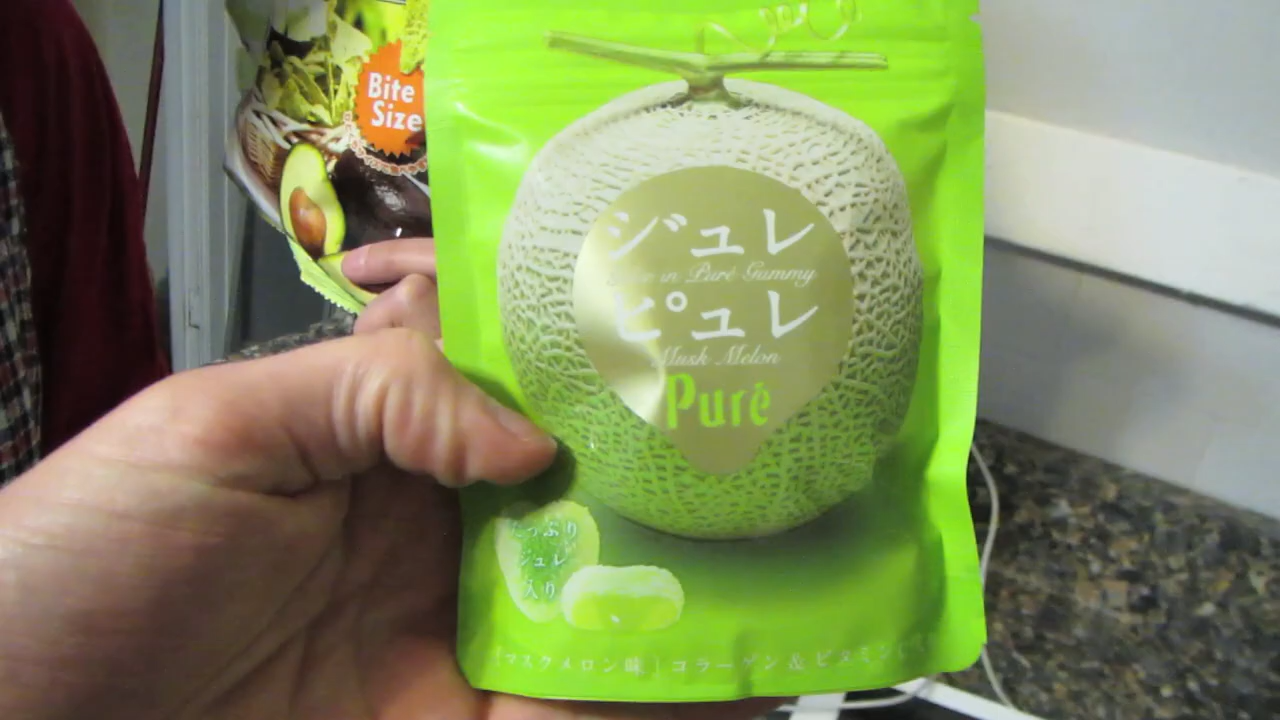 Bite
Size
ジュレ
in Puré Gummy
ピュレ
Musk Melon
Puré
たっぷり
ジュレ
入り
[マスクメロン味] コラーゲン & ビタミン